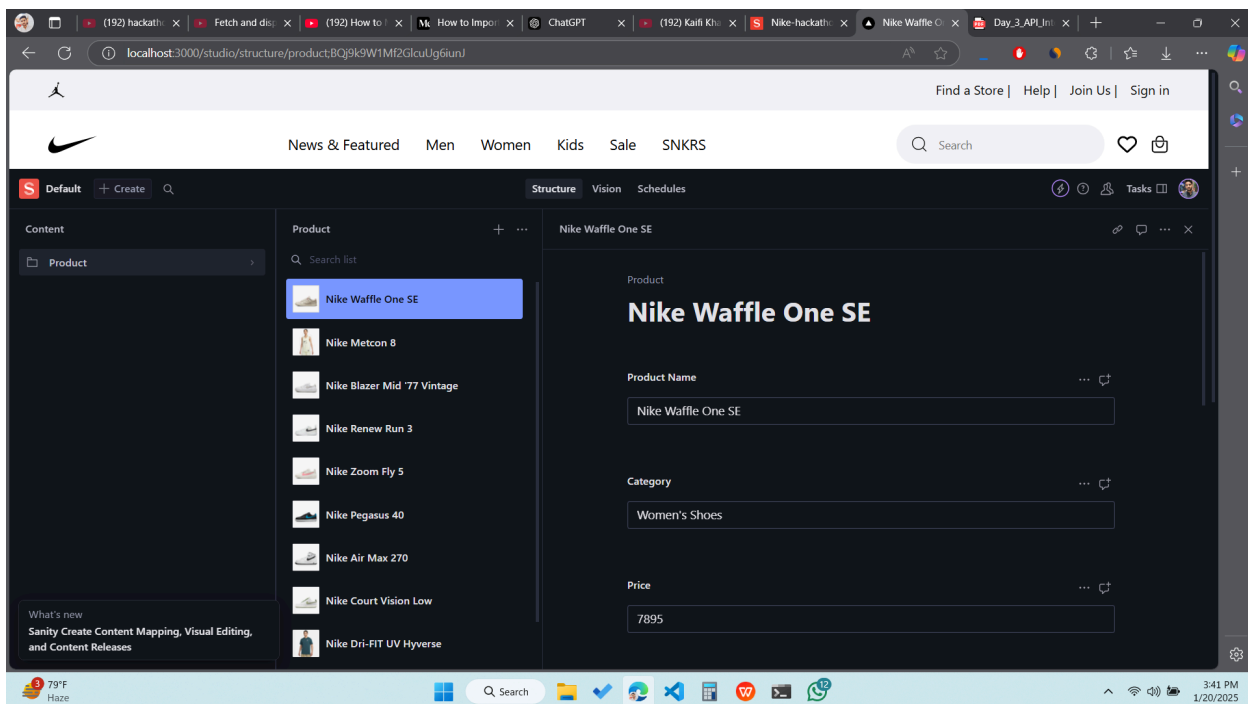 (192) hackatho
Fetch and disp
(192) How to I
How to Impor
ChatGPT
(192) Kaifi Kha
Nike-hackatho
Nike Waffle O
Day_3_API_Int
localhost:3000/studio/structure/product;BQj9k9W1Mf2GlcuUg6iunJ
Find a Store | Help | Join Us | Sign in
News & Featured Men Women Kids Sale SNKRS
Search
S Default + Create
Structure Vision Schedules
Tasks
Content
Product
Product
Search list
Nike Waffle One SE
Nike Metcon 8
Nike Blazer Mid '77 Vintage
Nike Renew Run 3
Nike Zoom Fly 5
Nike Pegasus 40
Nike Air Max 270
Nike Court Vision Low
Nike Dri-FIT UV Hyverse
Nike Waffle One SE
Product
Nike Waffle One SE
Product Name
Nike Waffle One SE
Category
Women's Shoes
Price
7895
What's new
Sanity Create Content Mapping, Visual Editing,
and Content Releases
3
79°F
Haze
Search
12
3:41 PM
1/20/2025